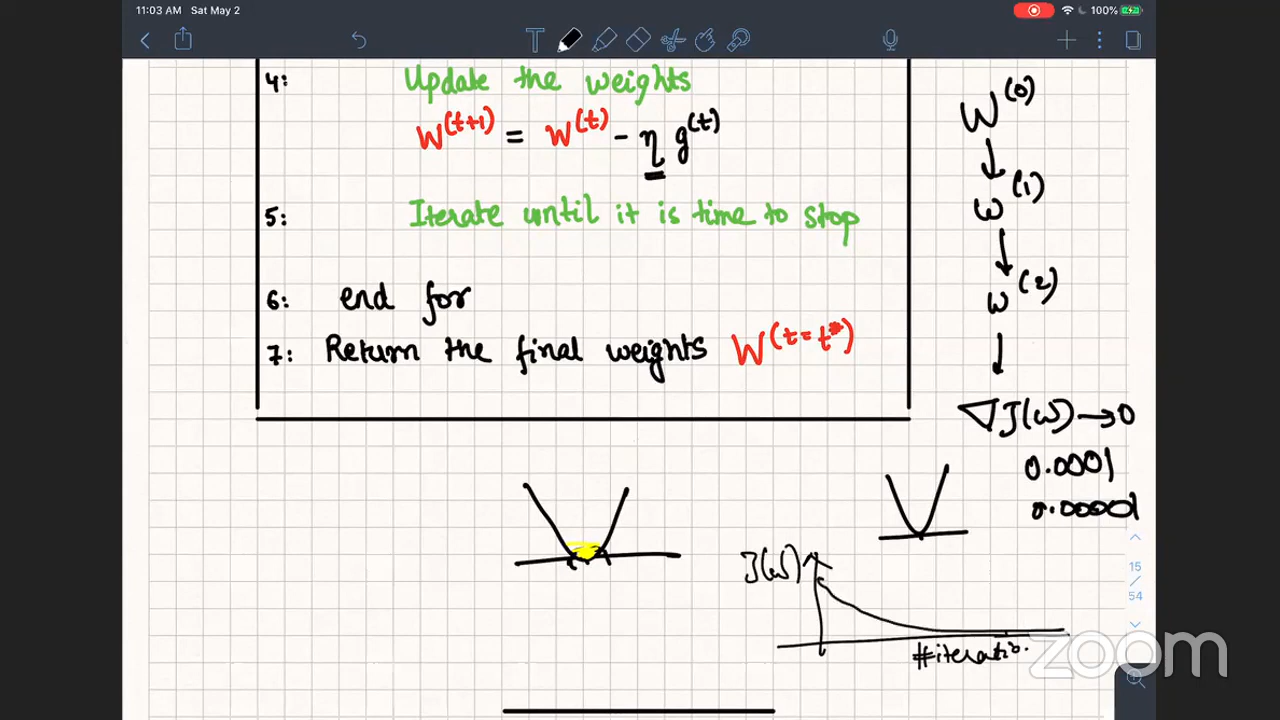 11:03 AM Sat May 2
100%
4: Update the weights
W^(t+1) = W^(t) - η g^(t)
5: Iterate until it is time to stop
6: end for
7: Return the final weights W^(t=t*)
W^(0)
↓
W^(1)
↓
W^(2)
↓
∇J(W) → 0
0.0001
0.00001
J(W)
#iteratio
15
/
54
zoom